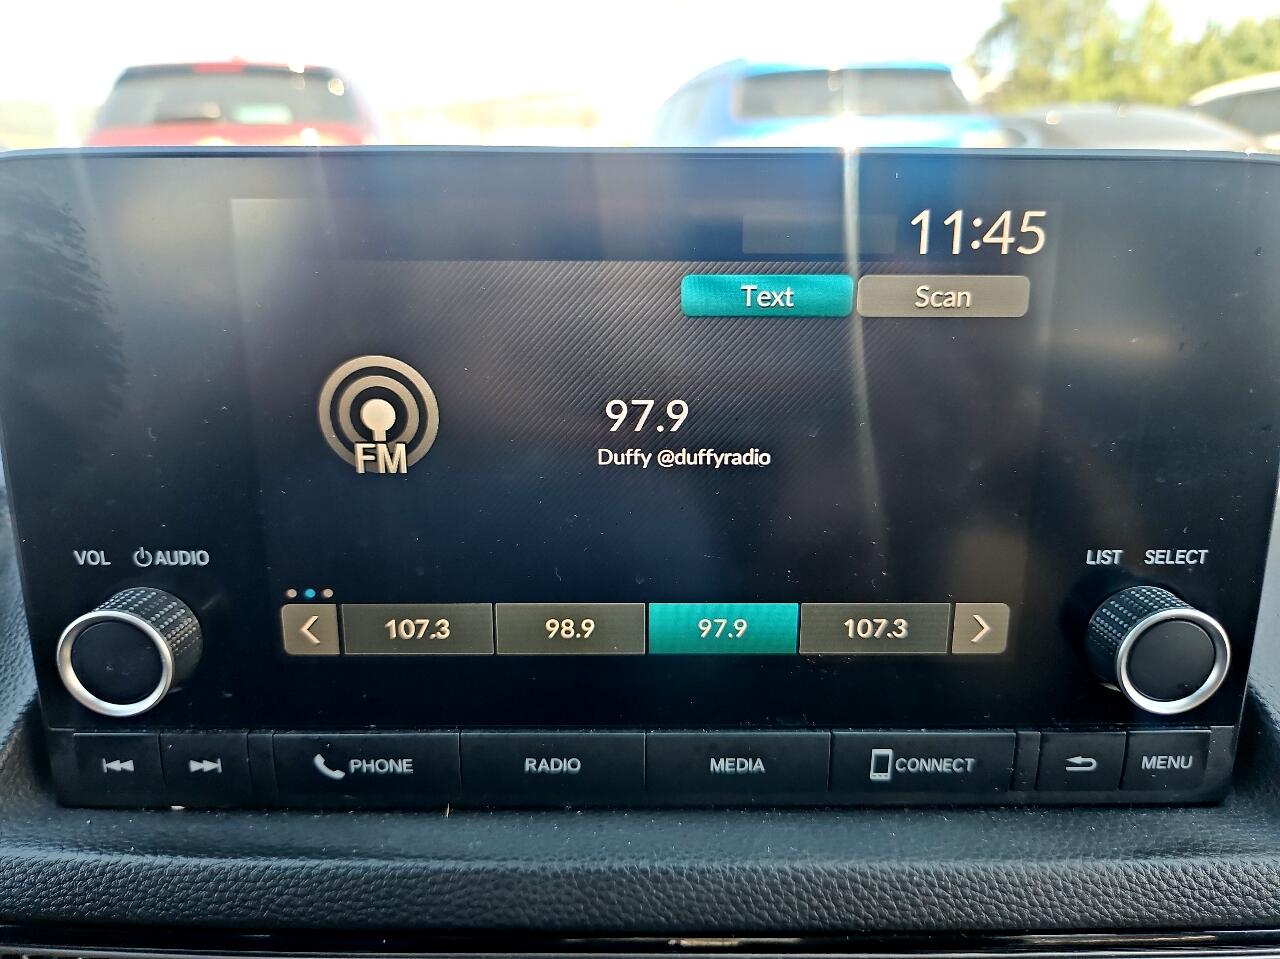 11:45
Text Scan
97.9
Duffy @duffyradio
FM
VOL AUDIO
LIST SELECT
107.3 98.9 97.9 107.3
PHONE RADIO MEDIA CONNECT MENU